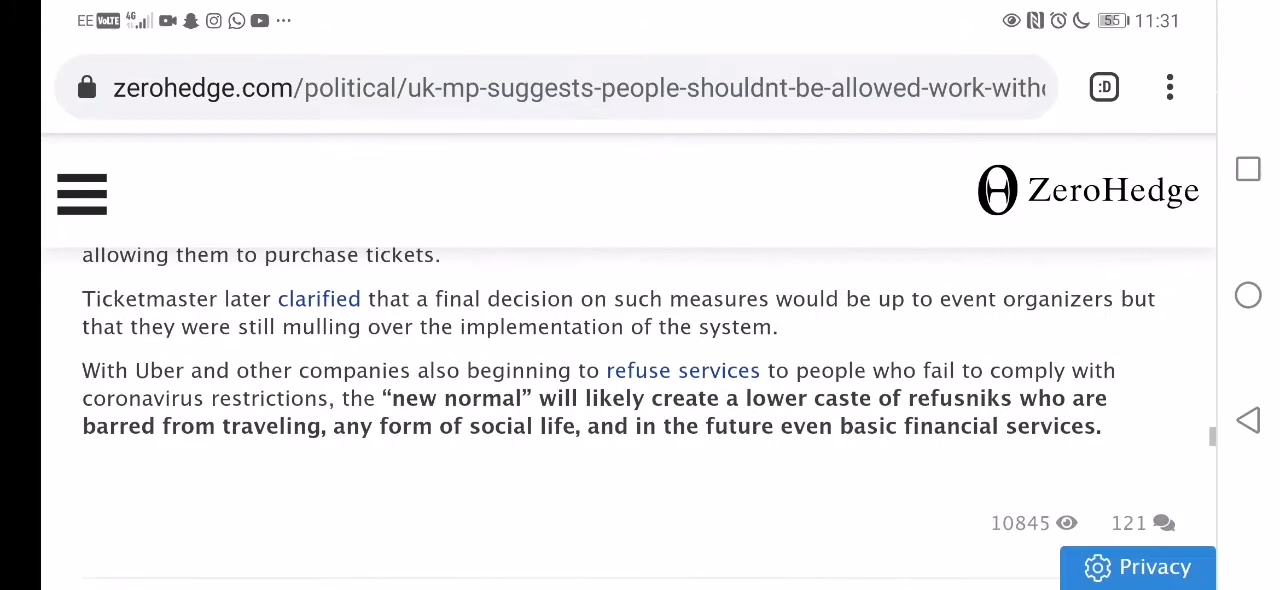 EE VoLTE 4G 55 11:31
zerohedge.com/political/uk-mp-suggests-people-shouldnt-be-allowed-work-with
:D
ZeroHedge
allowing them to purchase tickets.
Ticketmaster later clarified that a final decision on such measures would be up to event organizers but
that they were still mulling over the implementation of the system.
With Uber and other companies also beginning to refuse services to people who fail to comply with
coronavirus restrictions, the “new normal” will likely create a lower caste of refusniks who are
barred from traveling, any form of social life, and in the future even basic financial services.
10845 121
Privacy